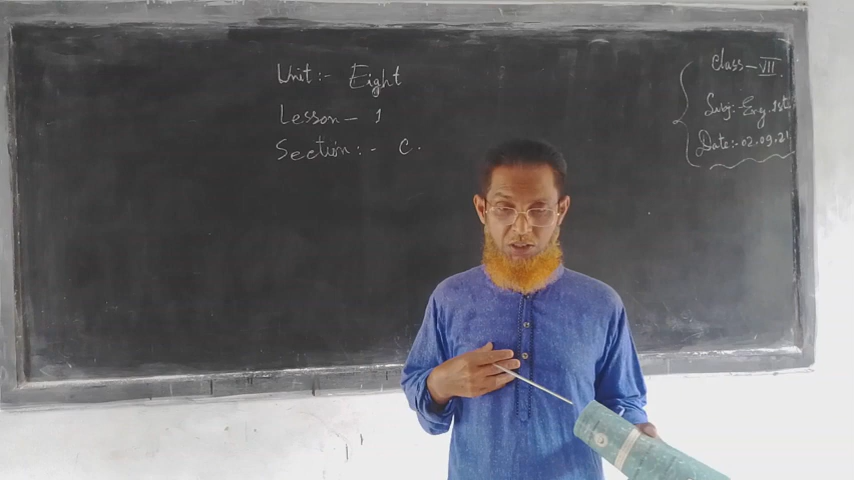 Unit:- Eight
Lesson - 1
Section:- C.
Class - VII.
Subj:- Eng. 1st
Date:- 02.09.21